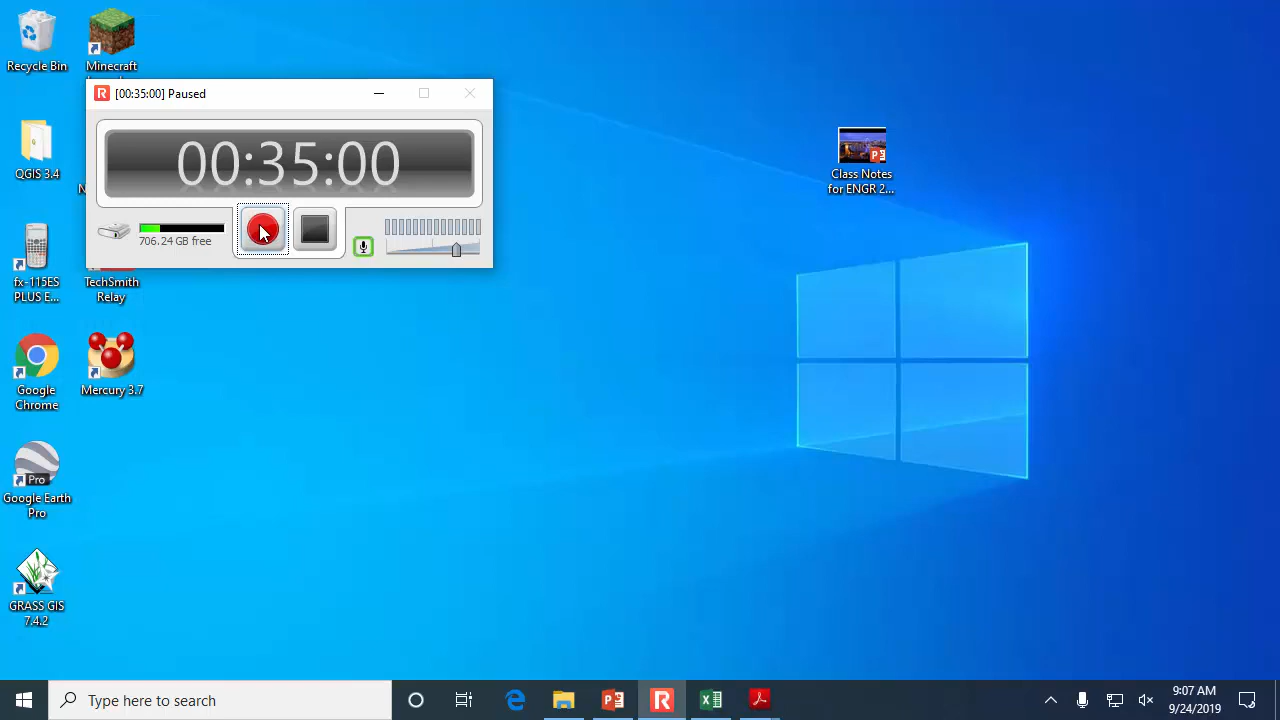 Recycle Bin
Minecraft
R [00:35:00] Paused
00:35:00
706.24 GB free
QGIS 3.4
N
fx-115ES
PLUS E...
TechSmith
Relay
Google
Chrome
Mercury 3.7
Pro
Google Earth
Pro
GRASS GIS
7.4.2
Class Notes
for ENGR 2...
Type here to search
R
9:07 AM
9/24/2019